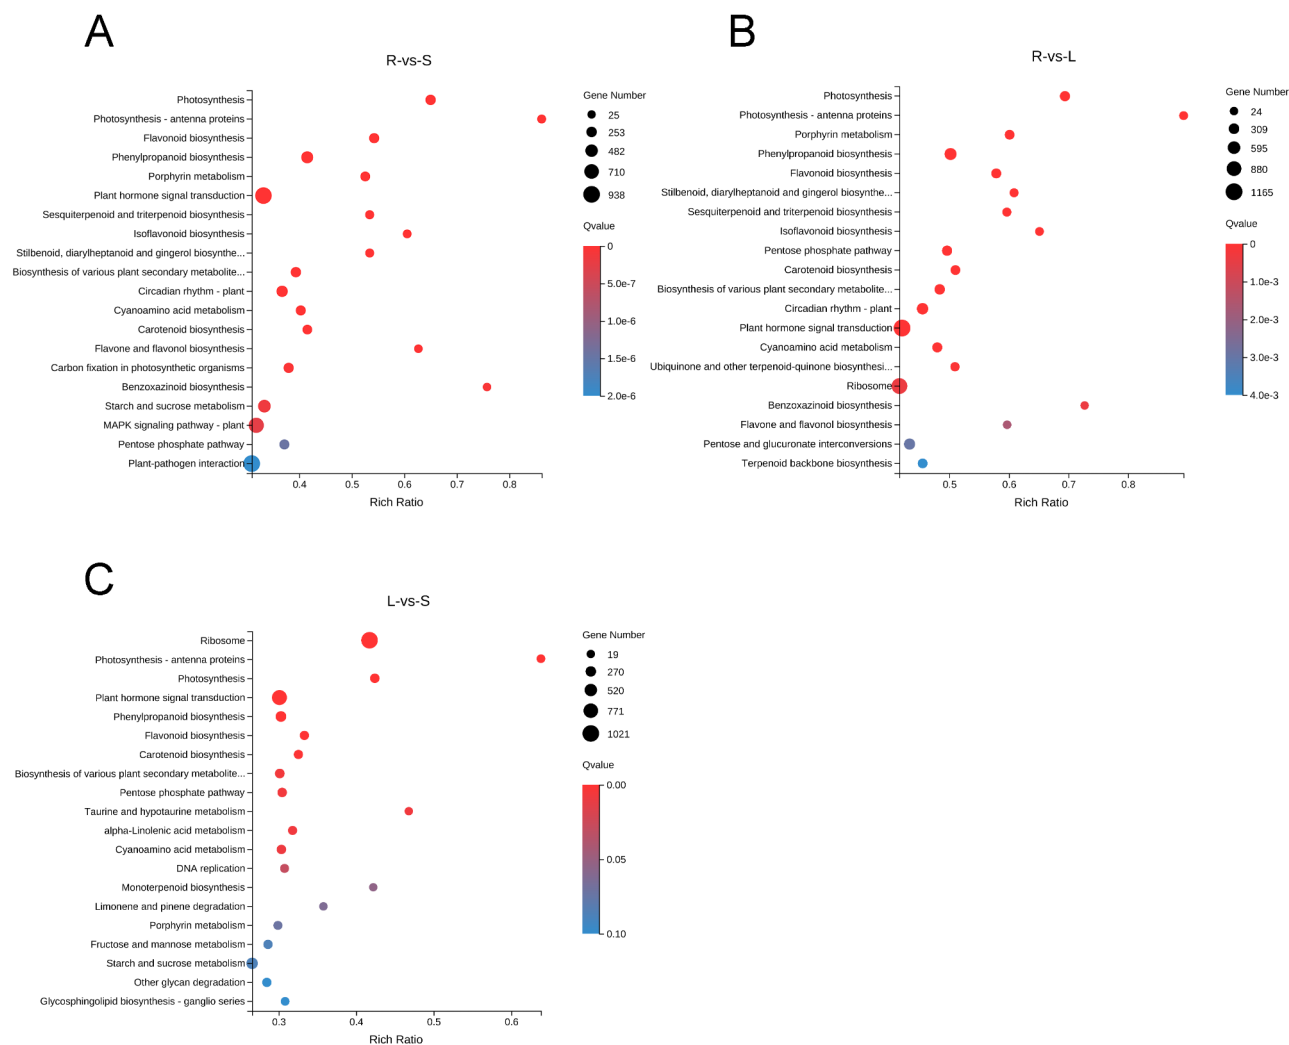 A
R-vs-S
Photosynthesis
Photosynthesis - antenna proteins
Flavonoid biosynthesis
Phenylpropanoid biosynthesis
Porphyrin metabolism
Plant hormone signal transduction
Sesquiterpenoid and triterpenoid biosynthesis
Isoflavonoid biosynthesis
Stilbenoid, diarylheptanoid and gingerol biosynthe...
Biosynthesis of various plant secondary metabolite...
Circadian rhythm - plant
Cyanoamino acid metabolism
Carotenoid biosynthesis
Flavone and flavonol biosynthesis
Carbon fixation in photosynthetic organisms
Benzoxazinoid biosynthesis
Starch and sucrose metabolism
MAPK signaling pathway - plant
Pentose phosphate pathway
Plant-pathogen interaction
0.4 0.5 0.6 0.7 0.8
Rich Ratio
Gene Number
25
253
482
710
938
Qvalue
0
5.0e-7
1.0e-6
1.5e-6
2.0e-6
B
R-vs-L
Photosynthesis
Photosynthesis - antenna proteins
Porphyrin metabolism
Phenylpropanoid biosynthesis
Flavonoid biosynthesis
Stilbenoid, diarylheptanoid and gingerol biosynthe...
Sesquiterpenoid and triterpenoid biosynthesis
Isoflavonoid biosynthesis
Pentose phosphate pathway
Carotenoid biosynthesis
Biosynthesis of various plant secondary metabolite...
Circadian rhythm - plant
Plant hormone signal transduction
Cyanoamino acid metabolism
Ubiquinone and other terpenoid-quinone biosynthesi...
Ribosome
Benzoxazinoid biosynthesis
Flavone and flavonol biosynthesis
Pentose and glucuronate interconversions
Terpenoid backbone biosynthesis
0.5 0.6 0.7 0.8
Rich Ratio
Gene Number
24
309
595
880
1165
Qvalue
0
1.0e-3
2.0e-3
3.0e-3
4.0e-3
C
L-vs-S
Ribosome
Photosynthesis - antenna proteins
Photosynthesis
Plant hormone signal transduction
Phenylpropanoid biosynthesis
Flavonoid biosynthesis
Carotenoid biosynthesis
Biosynthesis of various plant secondary metabolite...
Pentose phosphate pathway
Taurine and hypotaurine metabolism
alpha-Linolenic acid metabolism
Cyanoamino acid metabolism
DNA replication
Monoterpenoid biosynthesis
Limonene and pinene degradation
Porphyrin metabolism
Fructose and mannose metabolism
Starch and sucrose metabolism
Other glycan degradation
Glycosphingolipid biosynthesis - ganglio series
0.3 0.4 0.5 0.6
Rich Ratio
Gene Number
19
270
520
771
1021
Qvalue
0.00
0.05
0.10